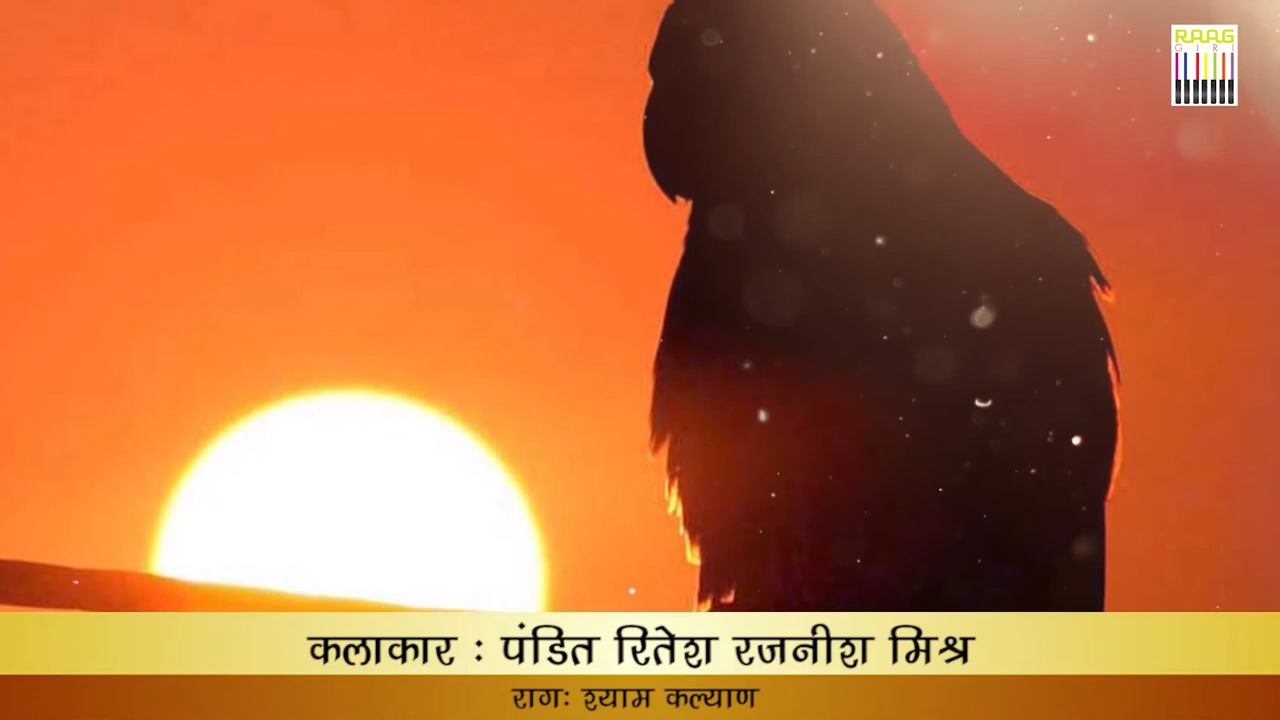 RAAG
GIRI
कलाकार : पंडित रितेश रजनीश मिश्र
रागः श्याम कल्याण